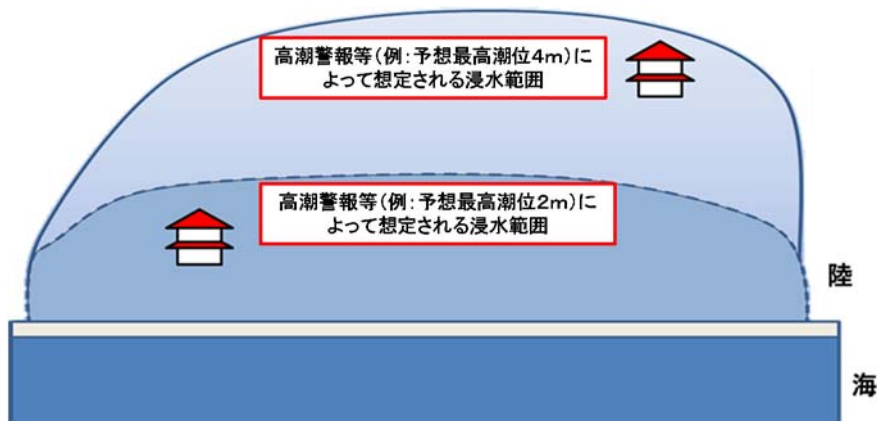 高潮警報等(例:予想最高潮位4m)に
よって想定される浸水範囲
高潮警報等(例:予想最高潮位2m)に
よって想定される浸水範囲
陸
海